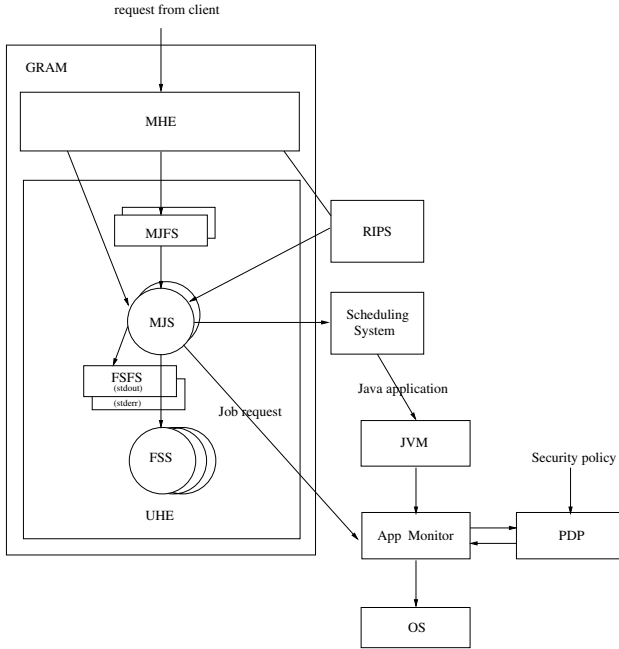 request from client
GRAM
MHE
MJFS
RIPS
MJS
Scheduling
System
FSFS
(stdout)
(stderr)
Java application
Job request
FSS
JVM
Security policy
UHE
App Monitor
PDP
OS